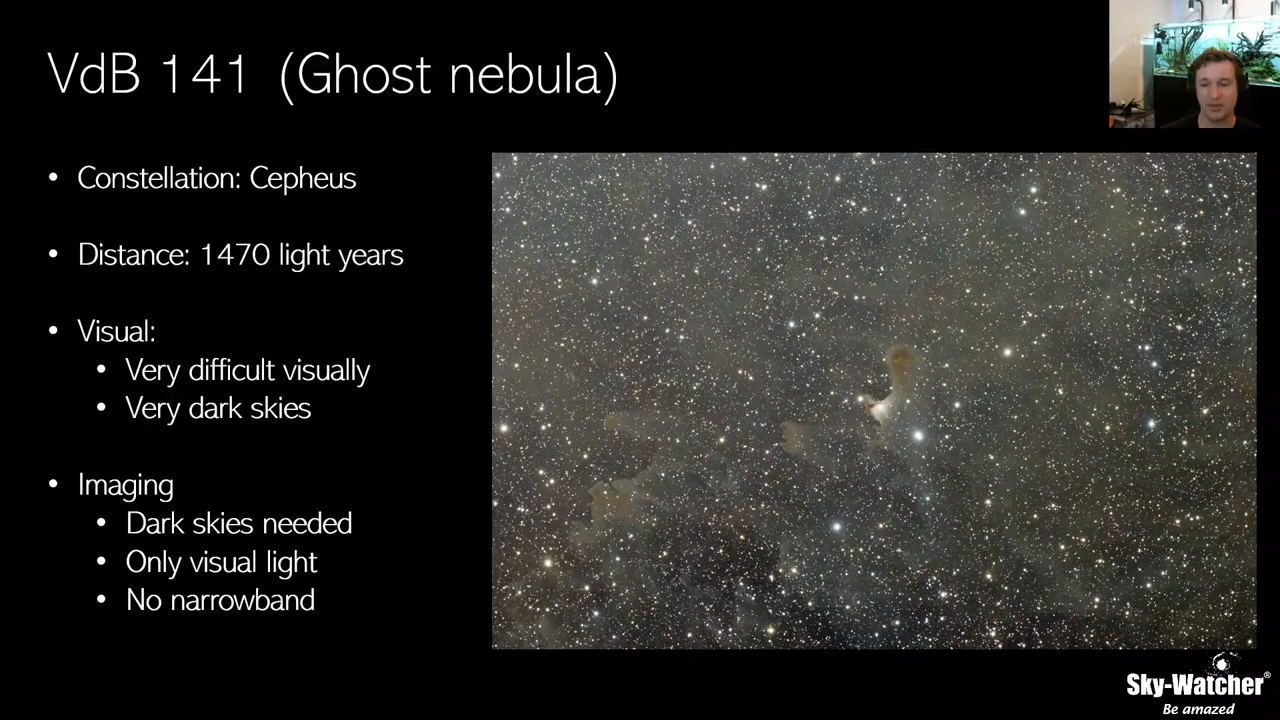 VdB 141 (Ghost nebula)
• Constellation: Cepheus
• Distance: 1470 light years
• Visual:
• Very difficult visually
• Very dark skies
• Imaging
• Dark skies needed
• Only visual light
• No narrowband
Sky-Watcher®
Be amazed